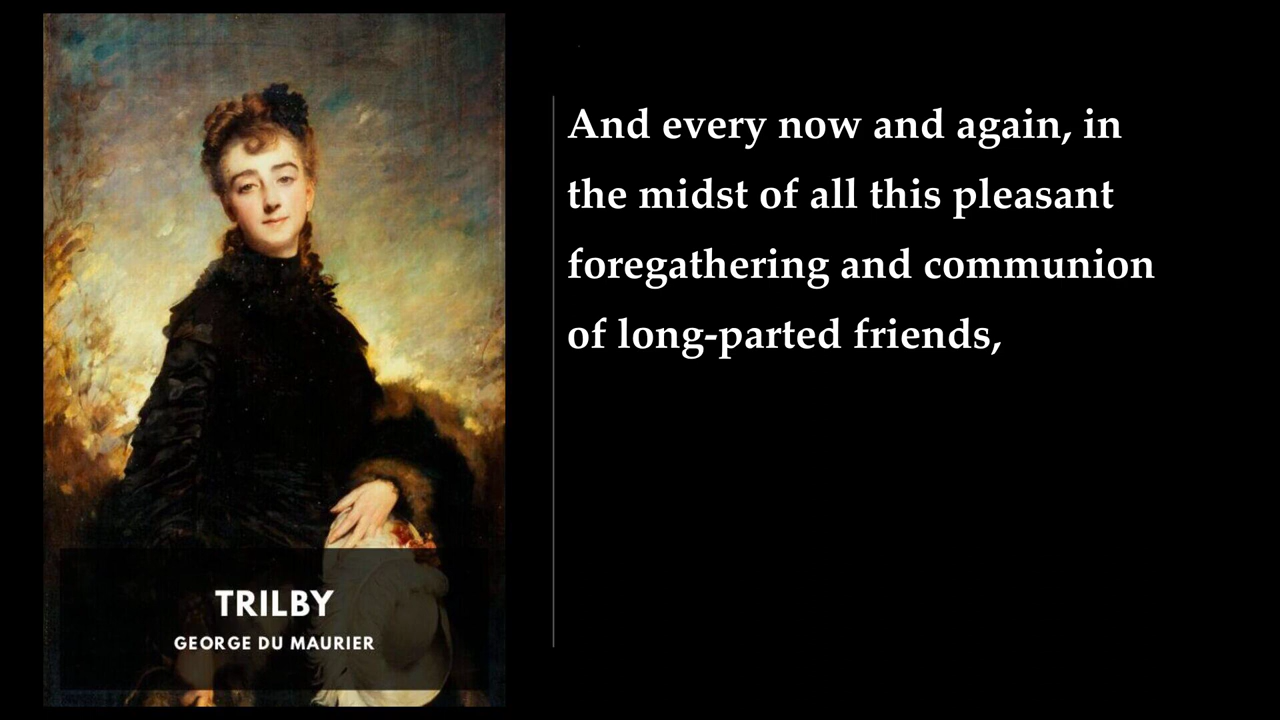 TRILBY
GEORGE DU MAURIER
And every now and again, in
the midst of all this pleasant
foregathering and communion
of long-parted friends,